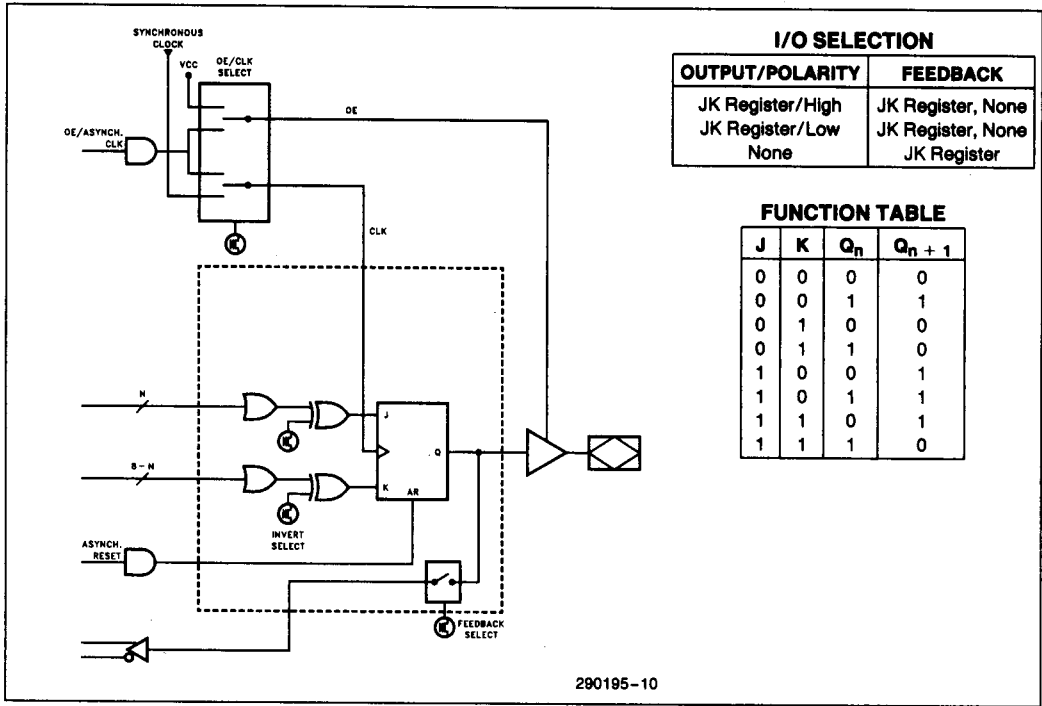 SYNCHRONOUS
CLOCK
VCC
OE/CLK
SELECT
OE
OE/ASYNCH.
CLK
CLK
N
8 - N
J
Q
K
AR
INVERT
SELECT
ASYNCH.
RESET
FEEDBACK
SELECT
I/O SELECTION
OUTPUT/POLARITY FEEDBACK
JK Register/High JK Register, None
JK Register/Low JK Register, None
None JK Register
FUNCTION TABLE
J K Qn Qn + 1
0 0 0 0
0 0 1 1
0 1 0 0
0 1 1 0
1 0 0 1
1 0 1 1
1 1 0 1
1 1 1 0
290195-10